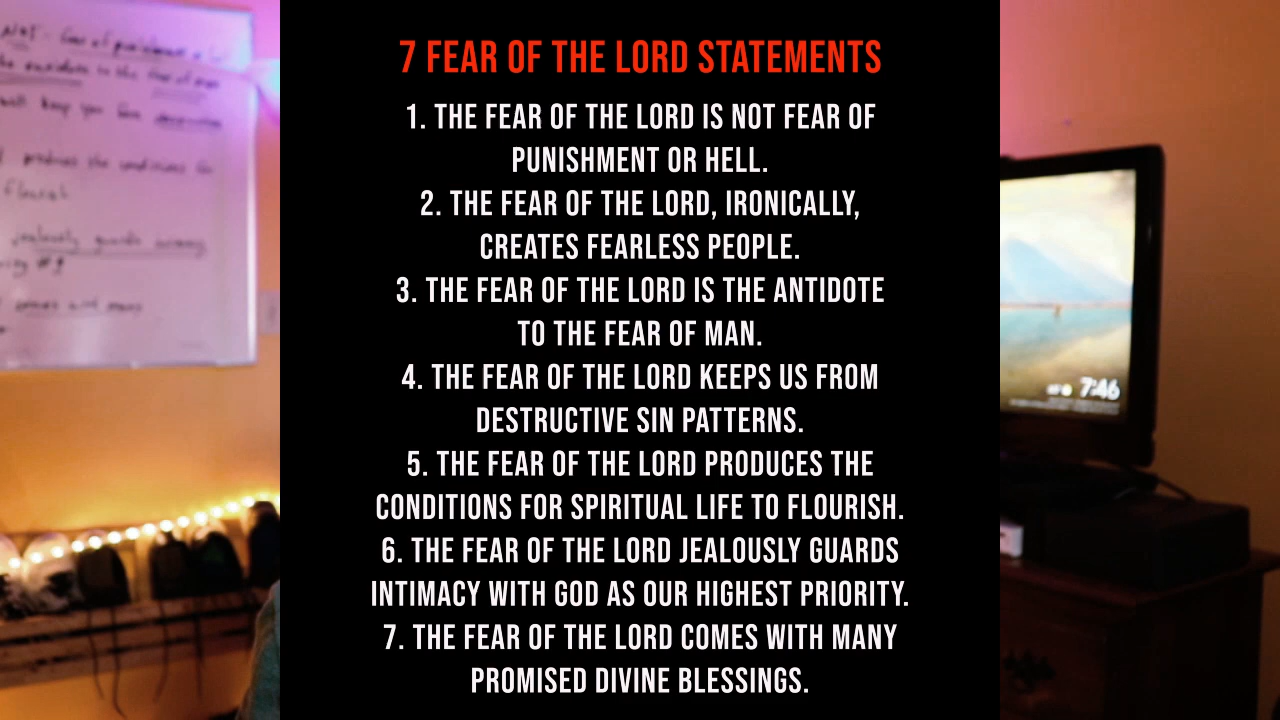 7 FEAR OF THE LORD STATEMENTS
1. THE FEAR OF THE LORD IS NOT FEAR OF
PUNISHMENT OR HELL.
2. THE FEAR OF THE LORD, IRONICALLY,
CREATES FEARLESS PEOPLE.
3. THE FEAR OF THE LORD IS THE ANTIDOTE
TO THE FEAR OF MAN.
4. THE FEAR OF THE LORD KEEPS US FROM
DESTRUCTIVE SIN PATTERNS.
5. THE FEAR OF THE LORD PRODUCES THE
CONDITIONS FOR SPIRITUAL LIFE TO FLOURISH.
6. THE FEAR OF THE LORD JEALOUSLY GUARDS
INTIMACY WITH GOD AS OUR HIGHEST PRIORITY.
7. THE FEAR OF THE LORD COMES WITH MANY
PROMISED DIVINE BLESSINGS.
7:46